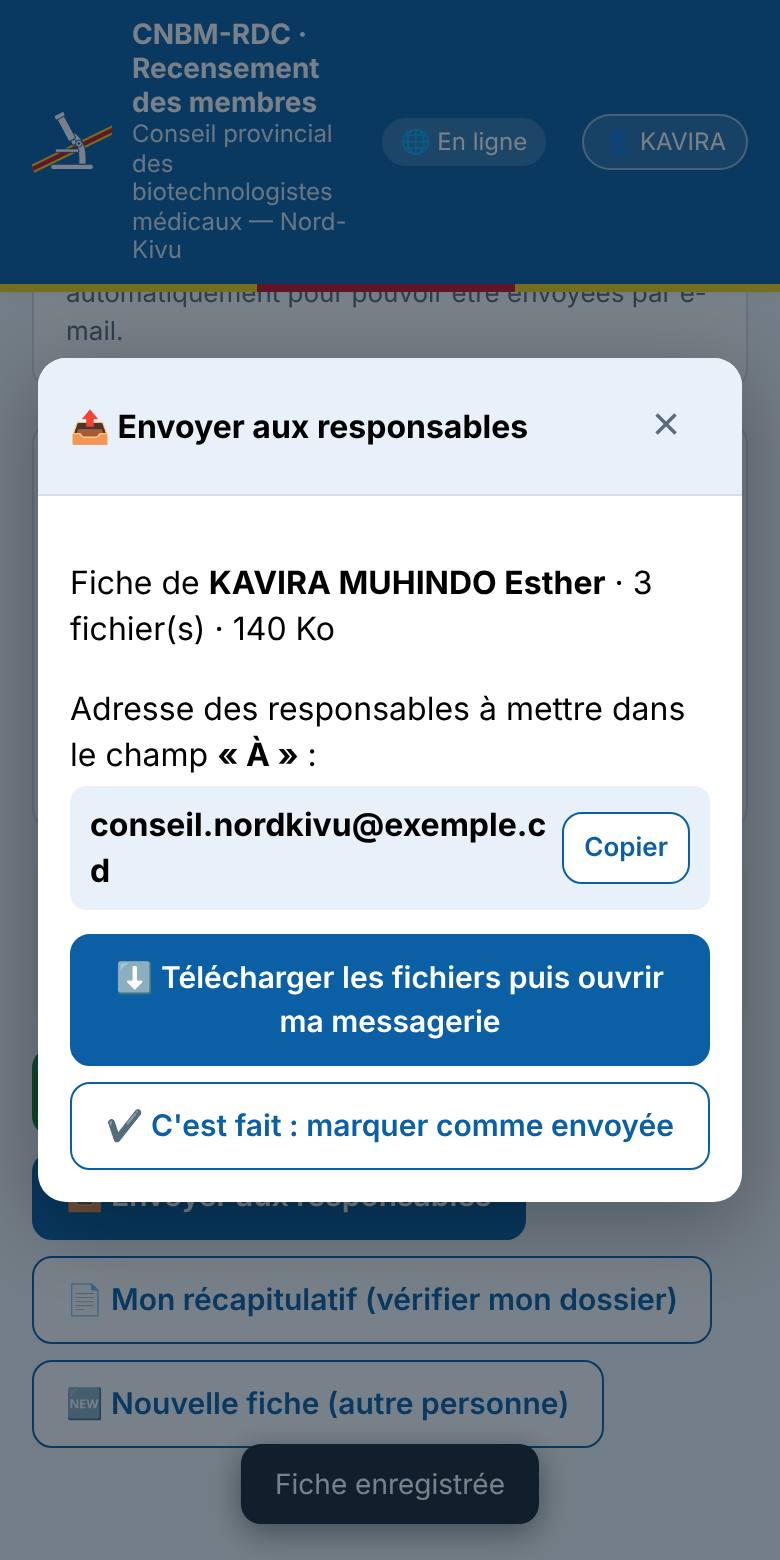 CNBM-RDC ·
Recensement
des membres
Conseil provincial
des
biotechnologistes
médicaux — Nord-
Kivu
🌐 En ligne
👤 KAVIRA
automatiquement pour pouvoir être envoyées par e-
mail.
📤 Envoyer aux responsables
✕
Fiche de KAVIRA MUHINDO Esther · 3
fichier(s) · 140 Ko
Adresse des responsables à mettre dans
le champ « À » :
conseil.nordkivu@exemple.c
d
Copier
⬇️ Télécharger les fichiers puis ouvrir
ma messagerie
✔️ C'est fait : marquer comme envoyée
📤 Envoyer aux responsables
📄 Mon récapitulatif (vérifier mon dossier)
🆕 Nouvelle fiche (autre personne)
Fiche enregistrée